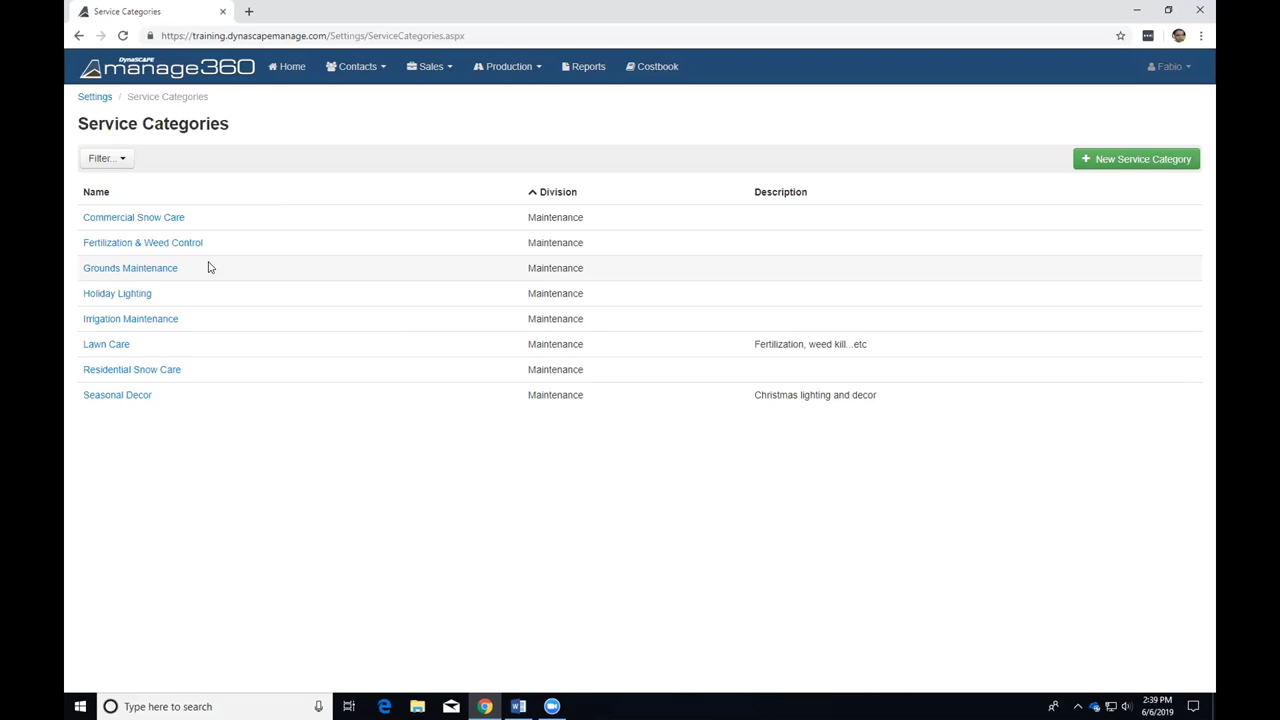 Service Categories
https://training.dynascapemanage.com/Settings/ServiceCategories.aspx
DynaSCAPE
manage360
Home Contacts Sales Production Reports Costbook Fabio
Settings / Service Categories
Service Categories
Filter... + New Service Category
Name Division Description
Commercial Snow Care Maintenance
Fertilization & Weed Control Maintenance
Grounds Maintenance Maintenance
Holiday Lighting Maintenance
Irrigation Maintenance Maintenance
Lawn Care Maintenance Fertilization, weed kill...etc
Residential Snow Care Maintenance
Seasonal Decor Maintenance Christmas lighting and decor
Type here to search
2:39 PM
6/6/2019